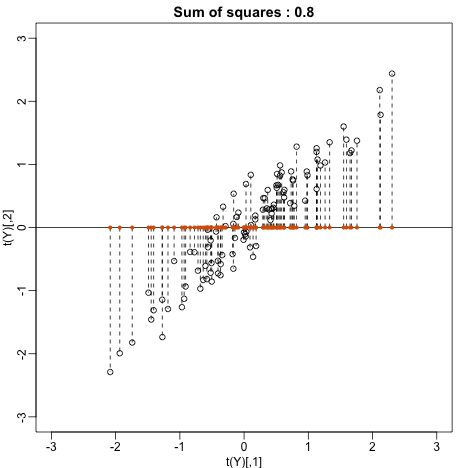 Sum of squares : 0.8
t(Y)[,2]
3
2
1
0
-1
-2
-3
-3 -2 -1 0 1 2 3
t(Y)[,1]